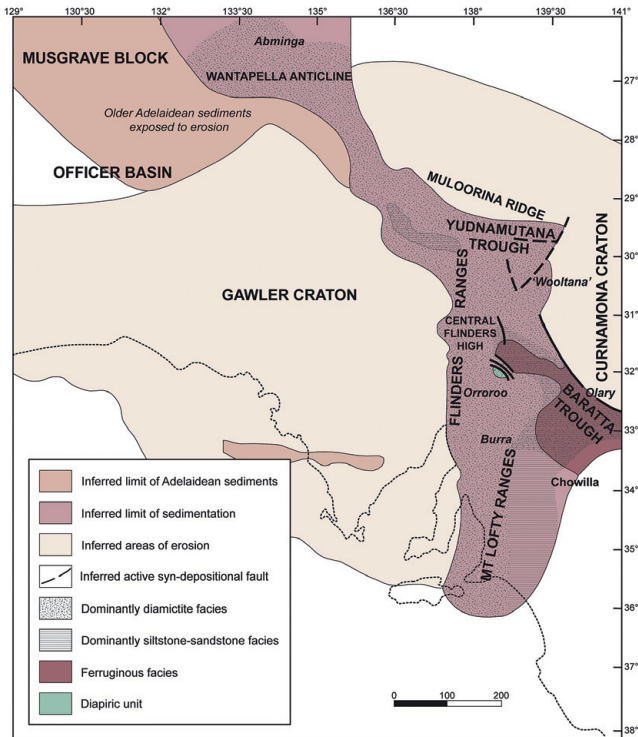 129° 130°30 132° 133°30 135° 136°30 138° 139°30 141°
MUSGRAVE BLOCK
Abminga
WANTAPELLA ANTICLINE
Older Adelaidean sediments
exposed to erosion
27°
28°
OFFICER BASIN
MULOORINA RIDGE
29°
YUDNAMUTANA
TROUGH
30°
'Wooltana'
GAWLER CRATON
FLINDERS RANGES
CURNAMONA CRATON
31°
CENTRAL
FLINDERS
HIGH
32°
Orroroo
Olary
BARATTA
TROUGH
33°
Burra
Chowilla
MT LOFTY RANGES
34°
35°
36°
37°
38°
Inferred limit of Adelaidean sediments
Inferred limit of sedimentation
Inferred areas of erosion
Inferred active syn-depositional fault
Dominantly diamictite facies
Dominantly siltstone-sandstone facies
Ferruginous facies
Diapiric unit
0 100 200